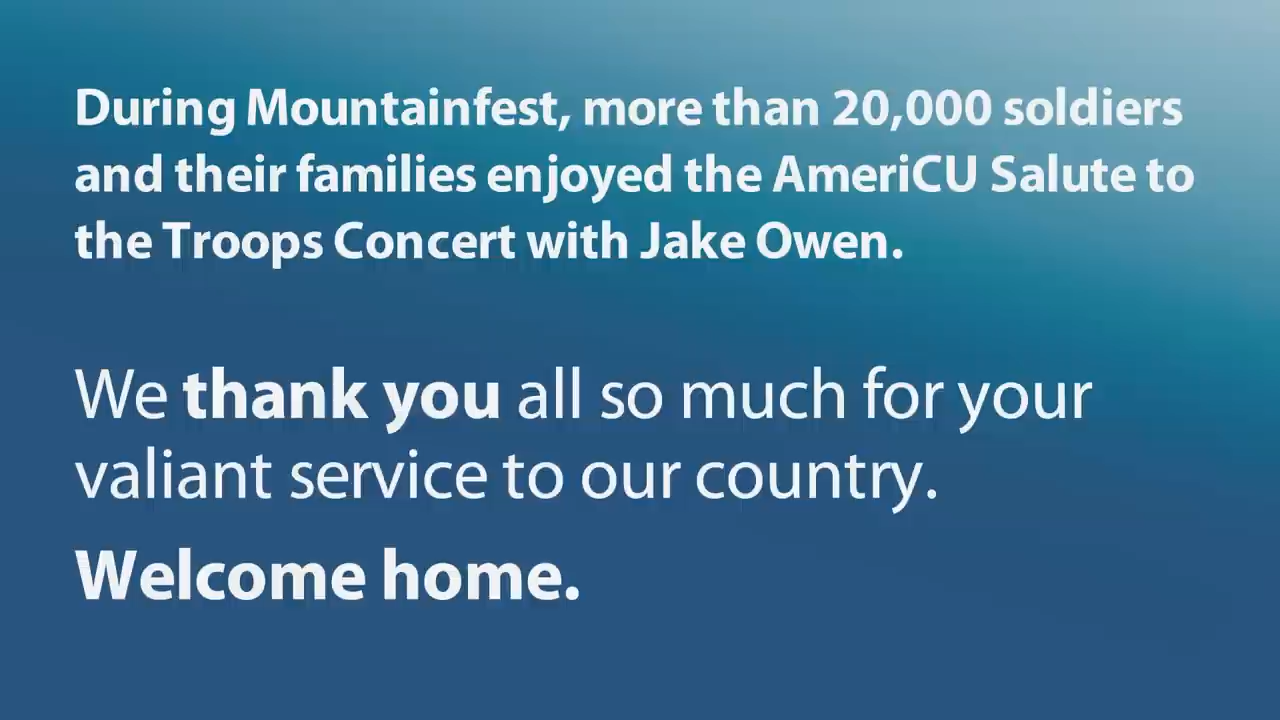 During Mountainfest, more than 20,000 soldiers
and their families enjoyed the AmeriCU Salute to
the Troops Concert with Jake Owen.
We thank you all so much for your
valiant service to our country.
Welcome home.